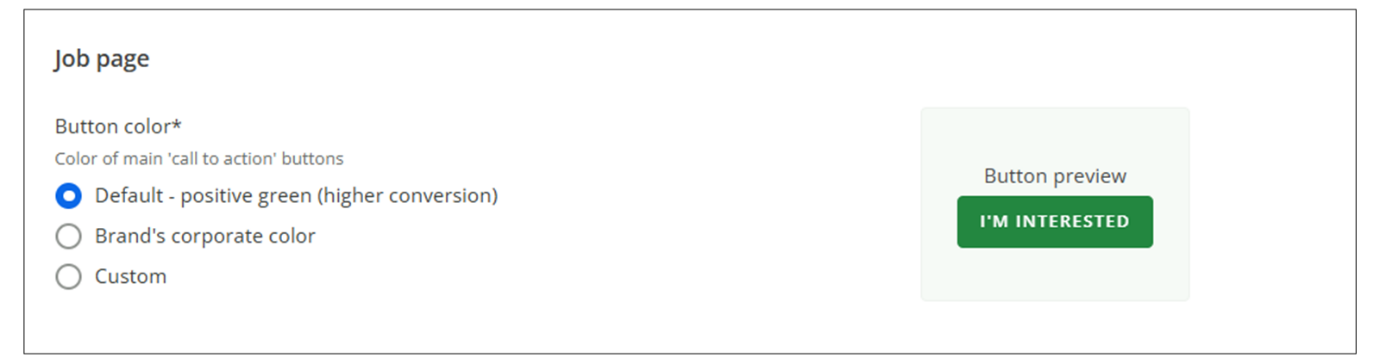 Job page
Button color*
Color of main 'call to action' buttons
Default - positive green (higher conversion)
Brand's corporate color
Custom
Button preview
I'M INTERESTED